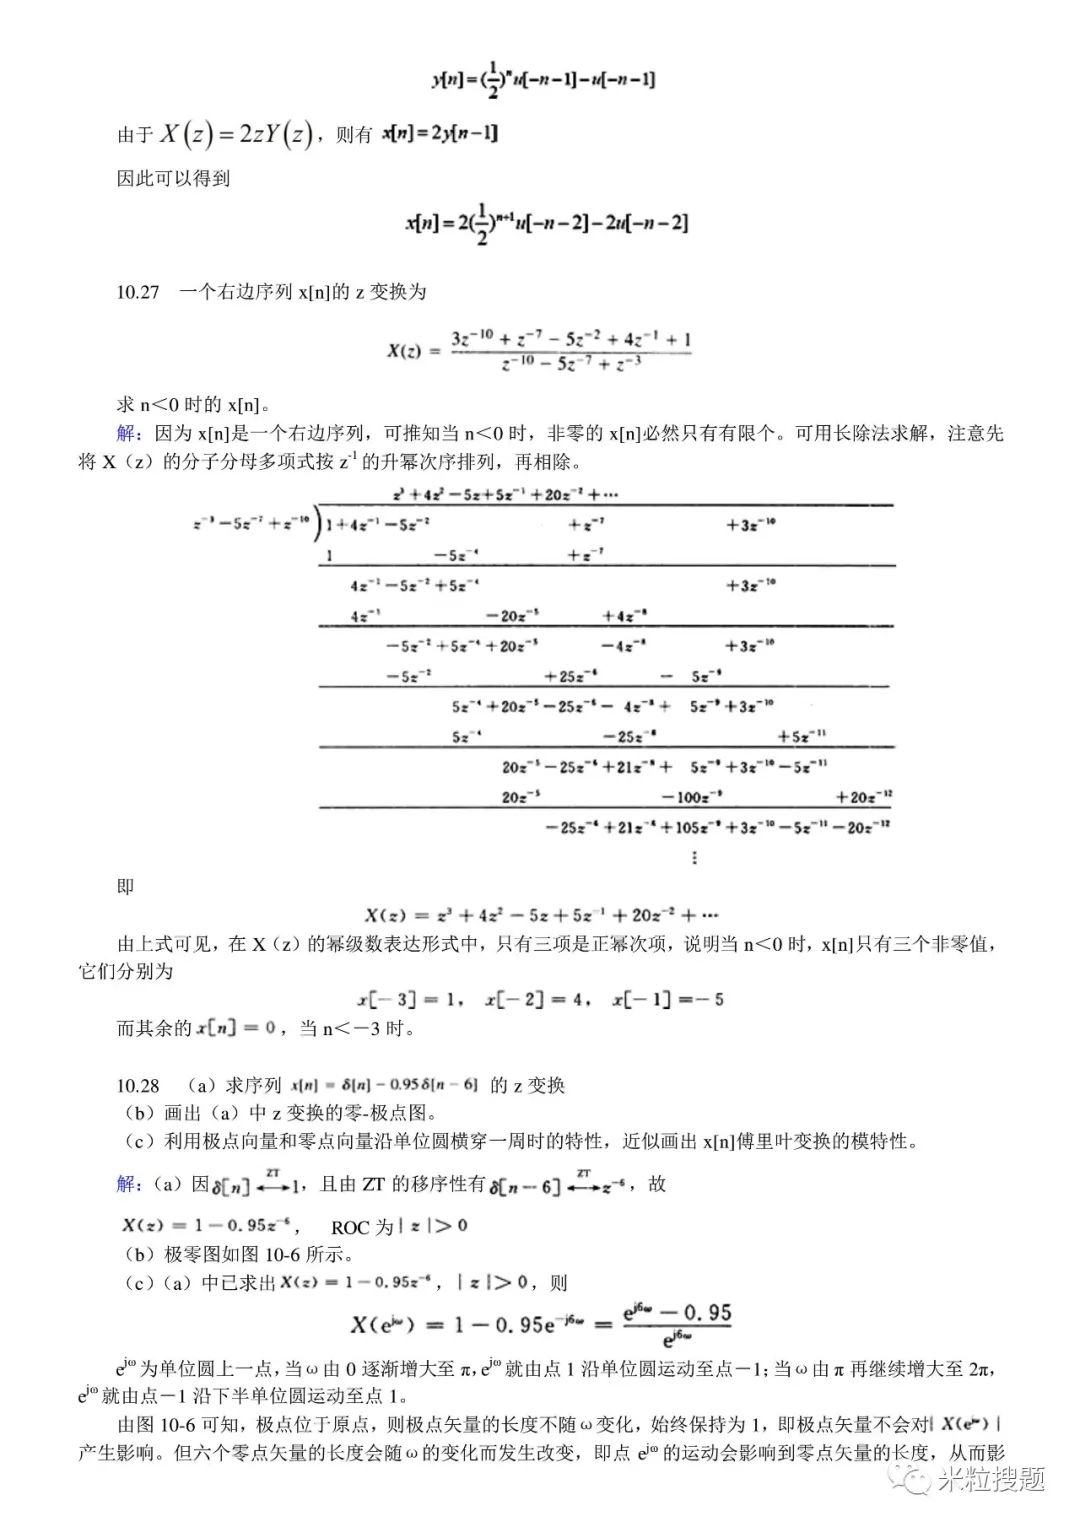 y[n]=(1/2)^n u[-n-1]-u[-n-1]
由于 X(z)=2zY(z)，则有 x[n]=2y[n-1]
因此可以得到
x[n]=2(1/2)^{n+1}u[-n-2]-2u[-n-2]
10.27 一个右边序列 x[n]的 z 变换为
X(z) = (3z^{-10} + z^{-7} - 5z^{-2} + 4z^{-1} + 1)/(z^{-10} - 5z^{-7} + z^{-3})
求 n＜0 时的 x[n]。
解：因为 x[n]是一个右边序列，可推知当 n＜0 时，非零的 x[n]必然只有有限个。可用长除法求解，注意先
将 X（z）的分子分母多项式按 z^{-1} 的升幂次序排列，再相除。
z^3+4z^2-5z+5z^{-1}+20z^{-2}+⋯
z^{-3}-5z^{-7}+z^{-10} ) 1+4z^{-1}-5z^{-2} +z^{-7} +3z^{-10}
1 -5z^{-4} +z^{-7}
4z^{-1}-5z^{-2}+5z^{-4} +3z^{-10}
4z^{-1} -20z^{-5} +4z^{-8}
-5z^{-2}+5z^{-4}+20z^{-5} -4z^{-8} +3z^{-10}
-5z^{-2} +25z^{-6} - 5z^{-9}
5z^{-4}+20z^{-5}-25z^{-6}- 4z^{-8}+ 5z^{-9}+3z^{-10}
5z^{-4} -25z^{-8} +5z^{-11}
20z^{-5}-25z^{-6}+21z^{-8}+ 5z^{-9}+3z^{-10}-5z^{-11}
20z^{-5} -100z^{-9} +20z^{-12}
-25z^{-6}+21z^{-8}+105z^{-9}+3z^{-10}-5z^{-11}-20z^{-12}
⋮
即
X(z) = z^3 + 4z^2 - 5z + 5z^{-1} + 20z^{-2} + ⋯
由上式可见，在 X（z）的幂级数表达形式中，只有三项是正幂次项，说明当 n＜0 时，x[n]只有三个非零值，
它们分别为
x[-3] = 1, x[-2] = 4, x[-1] = -5
而其余的 x[n] = 0，当 n＜－3 时。
10.28 （a）求序列 x[n] = δ[n] - 0.95δ[n - 6] 的 z 变换
（b）画出（a）中 z 变换的零-极点图。
（c）利用极点向量和零点向量沿单位圆横穿一周时的特性，近似画出 x[n]傅里叶变换的模特性。
解：（a）因 δ[n] ⟷ZT 1，且由 ZT 的移序性有 δ[n-6] ⟷ZT z^{-6}，故
X(z) = 1-0.95z^{-6}， ROC 为 |z|>0
（b）极零图如图 10-6 所示。
（c）（a）中已求出 X(z) = 1-0.95z^{-6}，|z|>0，则
X(e^{jω}) = 1-0.95e^{-j6ω} = (e^{j6ω}-0.95)/e^{j6ω}
e^{jω} 为单位圆上一点，当ω由 0 逐渐增大至 π，e^{jω} 就由点 1 沿单位圆运动至点－1；当ω由 π 再继续增大至 2π，
e^{jω} 就由点－1 沿下半单位圆运动至点 1。
由图 10-6 可知，极点位于原点，则极点矢量的长度不随ω变化，始终保持为 1，即极点矢量不会对| X(e^{jω}) |
产生影响。但六个零点矢量的长度会随ω的变化而发生改变，即点 e^{jω} 的运动会影响到零点矢量的长度，从而影
米粒搜题